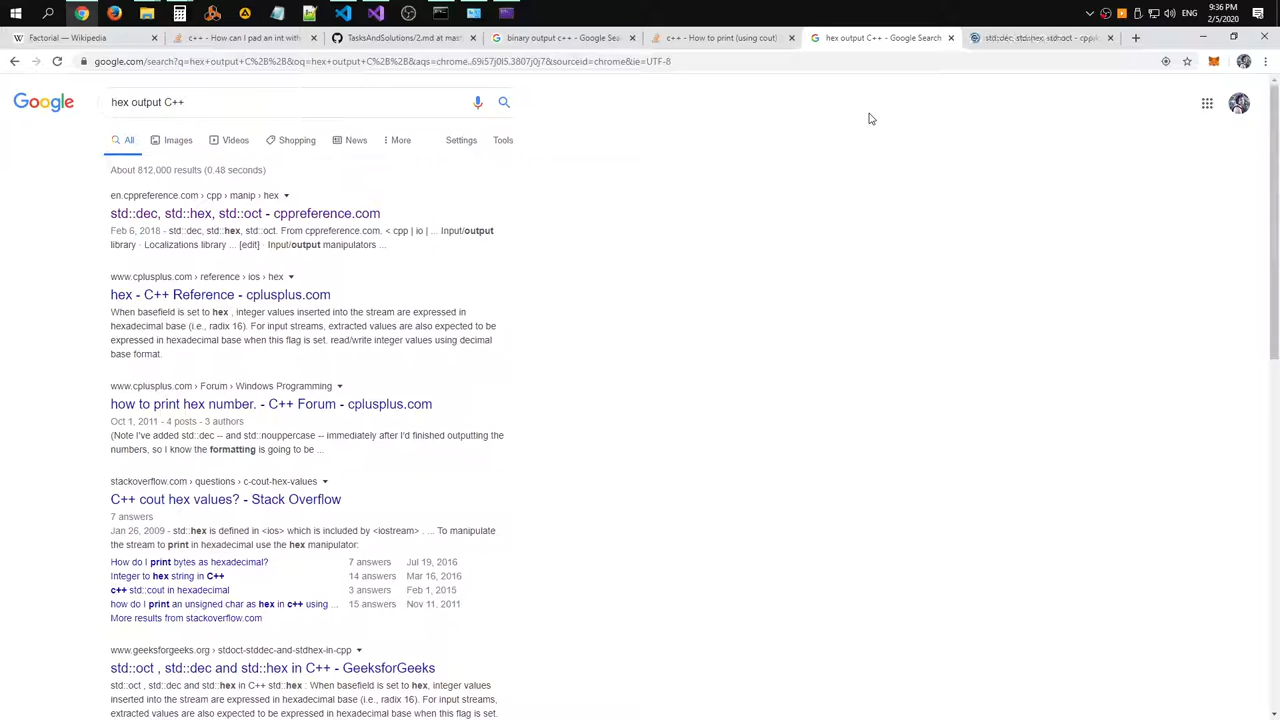 9:36 PM
ENG
2/5/2020
Factorial — Wikipedia
c++ - How can I pad an int with
TasksAndSolutions/2.md at mast
binary output c++ - Google Sea
c++ - How to print (using cout)
hex output C++ - Google Search
std::dec, std::hex, std::oct - cppre
google.com/search?q=hex+output+C%2B%2B&oq=hex+output+C%2B%2B&aqs=chrome..69i57j0l5.3807j0j7&sourceid=chrome&ie=UTF-8
Google
hex output C++
All
Images
Videos
Shopping
News
More
Settings
Tools
About 812,000 results (0.48 seconds)
en.cppreference.com › cpp › manip › hex
std::dec, std::hex, std::oct - cppreference.com
Feb 6, 2018 - std::dec, std::hex, std::oct. From cppreference.com. < cpp | io | ... Input/output
library · Localizations library ... [edit] · Input/output manipulators ...
www.cplusplus.com › reference › ios › hex
hex - C++ Reference - cplusplus.com
When basefield is set to hex , integer values inserted into the stream are expressed in
hexadecimal base (i.e., radix 16). For input streams, extracted values are also expected to be
expressed in hexadecimal base when this flag is set. read/write integer values using decimal
base format.
www.cplusplus.com › Forum › Windows Programming
how to print hex number. - C++ Forum - cplusplus.com
Oct 1, 2011 - 4 posts - 3 authors
(Note I've added std::dec -- and std::nouppercase -- immediately after I'd finished outputting the
numbers, so I know the formatting is going to be ...
stackoverflow.com › questions › c-cout-hex-values
C++ cout hex values? - Stack Overflow
7 answers
Jan 26, 2009 - std::hex is defined in <ios> which is included by <iostream> . ... To manipulate
the stream to print in hexadecimal use the hex manipulator:
How do I print bytes as hexadecimal? 7 answers Jul 19, 2016
Integer to hex string in C++ 14 answers Mar 16, 2016
c++ std::cout in hexadecimal 3 answers Feb 1, 2015
how do I print an unsigned char as hex in c++ using ... 15 answers Nov 11, 2011
More results from stackoverflow.com
www.geeksforgeeks.org › stdoct-stddec-and-stdhex-in-cpp
std::oct , std::dec and std::hex in C++ - GeeksforGeeks
std::oct , std::dec and std::hex in C++ std::hex : When basefield is set to hex, integer values
inserted into the stream are expressed in hexadecimal base (i.e., radix 16). For input streams,
extracted values are also expected to be expressed in hexadecimal base when this flag is set.